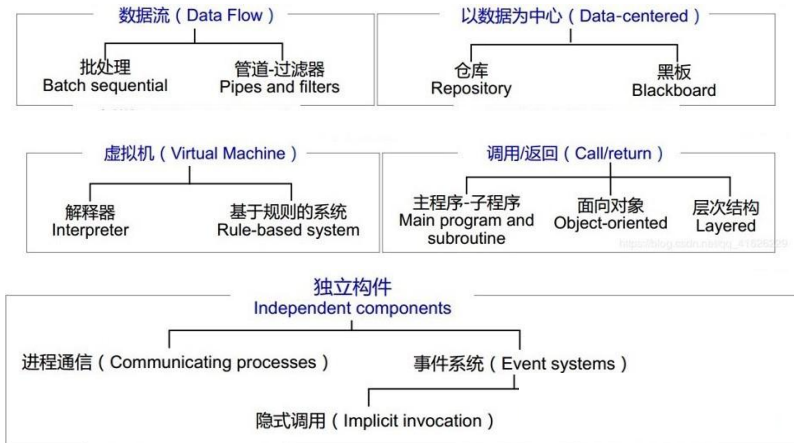 数据流（Data Flow）
批处理
Batch sequential
管道-过滤器
Pipes and filters
以数据为中心（Data-centered）
仓库
Repository
黑板
Blackboard
虚拟机（Virtual Machine）
解释器
Interpreter
基于规则的系统
Rule-based system
调用/返回（Call/return）
主程序-子程序
Main program and
subroutine
面向对象
Object-oriented
层次结构
Layered
独立构件
Independent components
进程通信（Communicating processes）
事件系统（Event systems）
隐式调用（Implicit invocation）